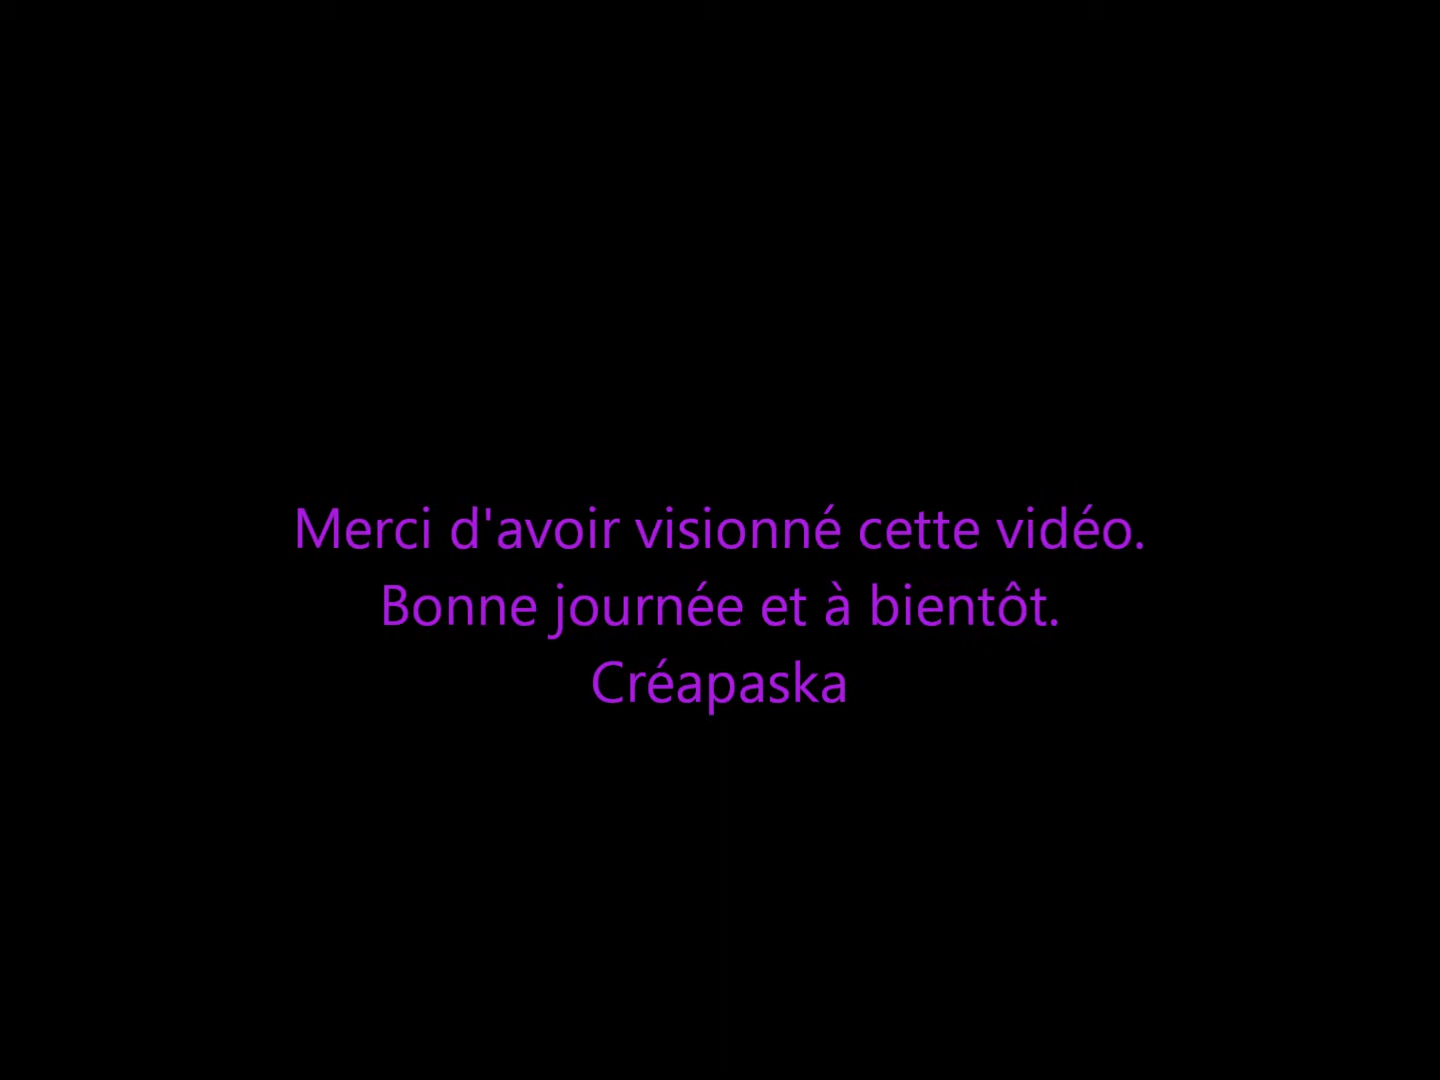 Merci d'avoir visionné cette vidéo.
Bonne journée et à bientôt.
Créapaska